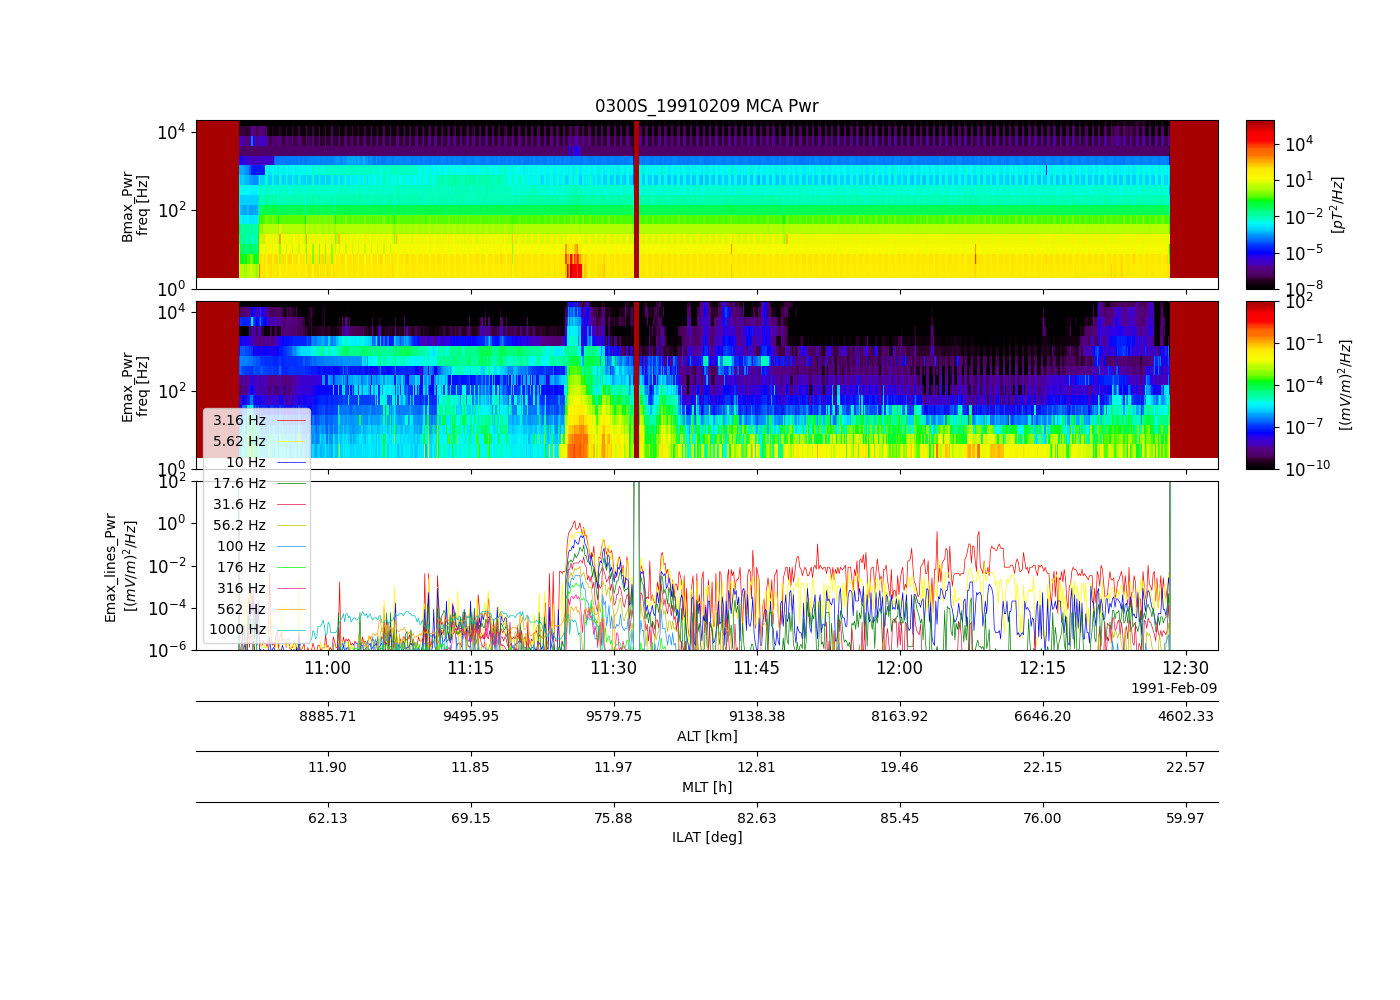 0300S_19910209 MCA Pwr
10^4
10^2
10^0
Bmax_Pwr
freq [Hz]
10^4
10^1
10^-2
10^-5
10^-8
[pT^2/Hz]
10^4
10^2
10^0
Emax_Pwr
freq [Hz]
10^2
10^-1
10^-4
10^-7
10^-10
[(mV/m)^2/Hz]
3.16 Hz
5.62 Hz
10 Hz
17.6 Hz
31.6 Hz
56.2 Hz
100 Hz
176 Hz
316 Hz
562 Hz
1000 Hz
10^2
10^0
10^-2
10^-4
10^-6
Emax_lines_Pwr
[(mV/m)^2/Hz]
11:00 11:15 11:30 11:45 12:00 12:15 12:30
1991-Feb-09
8885.71 9495.95 9579.75 9138.38 8163.92 6646.20 4602.33
ALT [km]
11.90 11.85 11.97 12.81 19.46 22.15 22.57
MLT [h]
62.13 69.15 75.88 82.63 85.45 76.00 59.97
ILAT [deg]